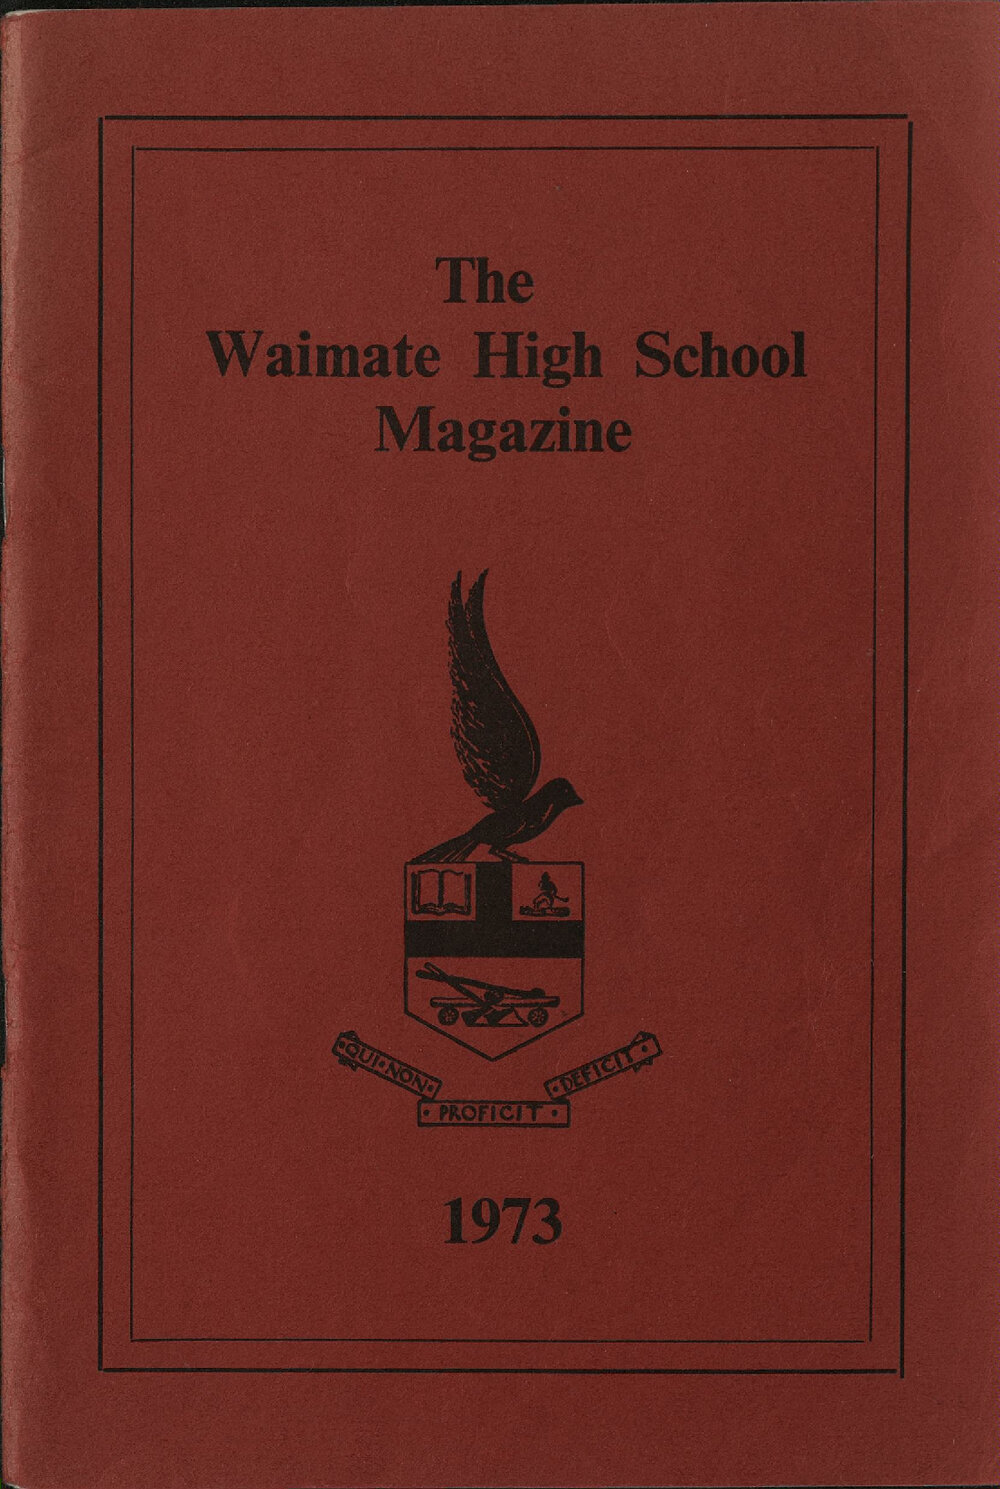 The
Waimate High School
Magazine
·QUI·NON·
· PROFICIT ·
·DEFICIT·
1973